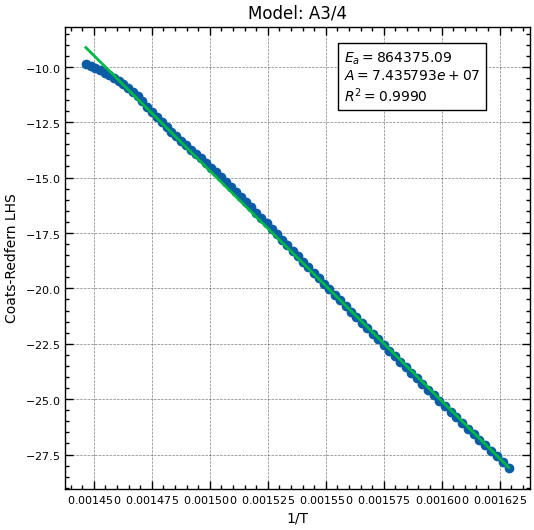 Model: A3/4
E_a = 864375.09
A = 7.435793e + 07
R² = 0.9990
Coats-Redfern LHS
−10.0
−12.5
−15.0
−17.5
−20.0
−22.5
−25.0
−27.5
0.001450 0.001475 0.001500 0.001525 0.001550 0.001575 0.001600 0.001625
1/T